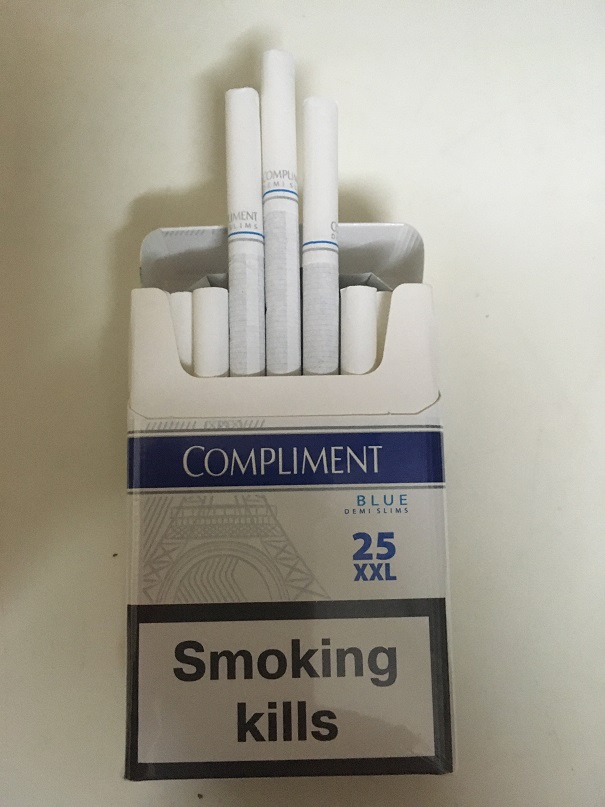 COMPLIMENT
BLUE
DEMI SLIMS
25
XXL
Smoking
kills